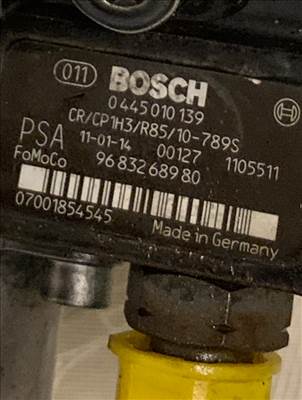 011 BOSCH
0 445 010 139
CR/CP1H3/R85/10-789S
PSA 11-01-14 00127 1105511
FoMoCo 96 832 689 80
07001854545 Made in Germany